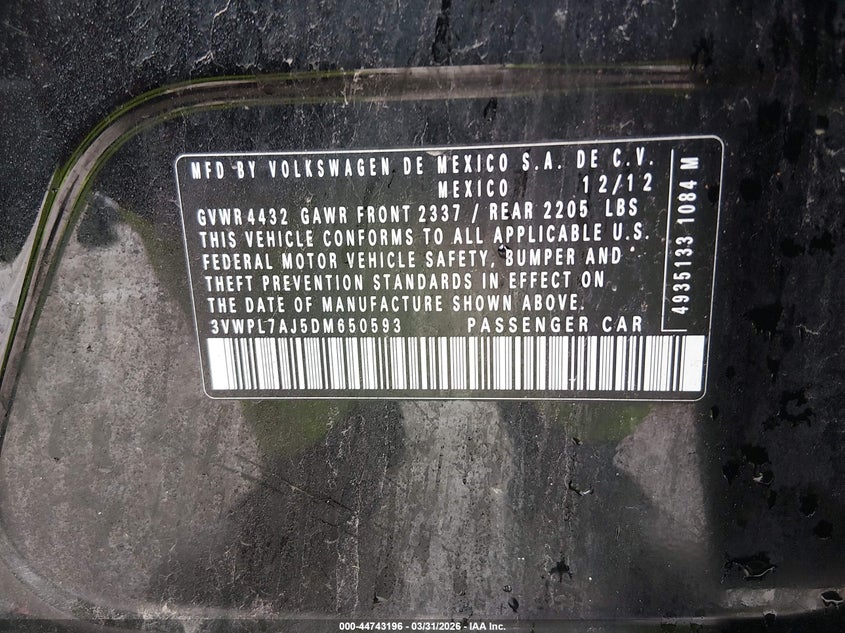 MFD BY VOLKSWAGEN DE MEXICO S.A. DE C.V.
MEXICO 12/12
GVWR 4432 GAWR FRONT 2337 / REAR 2205 LBS
THIS VEHICLE CONFORMS TO ALL APPLICABLE U.S.
FEDERAL MOTOR VEHICLE SAFETY, BUMPER AND
THEFT PREVENTION STANDARDS IN EFFECT ON
THE DATE OF MANUFACTURE SHOWN ABOVE.
3VWPL7AJ5DM650593 PASSENGER CAR
4935133 1084 M
000-44743196 - 03/31/2026 - IAA Inc.